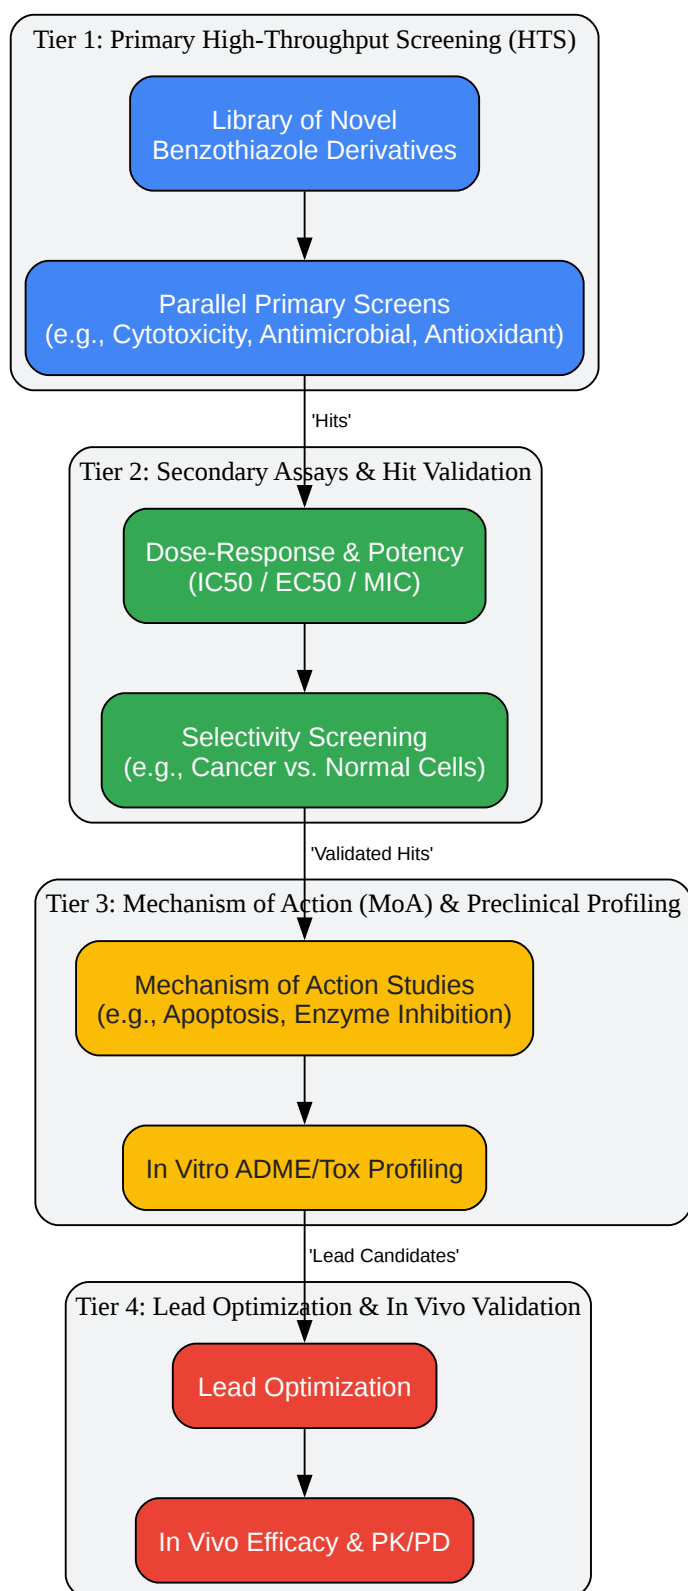 Tier 1: Primary High-Throughput Screening (HTS)
Library of Novel
Benzothiazole Derivatives
Parallel Primary Screens
(e.g., Cytotoxicity, Antimicrobial, Antioxidant)
'Hits'
Tier 2: Secondary Assays & Hit Validation
Dose-Response & Potency
(IC50 / EC50 / MIC)
Selectivity Screening
(e.g., Cancer vs. Normal Cells)
'Validated Hits'
Tier 3: Mechanism of Action (MoA) & Preclinical Profiling
Mechanism of Action Studies
(e.g., Apoptosis, Enzyme Inhibition)
In Vitro ADME/Tox Profiling
'Lead Candidates'
Tier 4: Lead Optimization & In Vivo Validation
Lead Optimization
In Vivo Efficacy & PK/PD